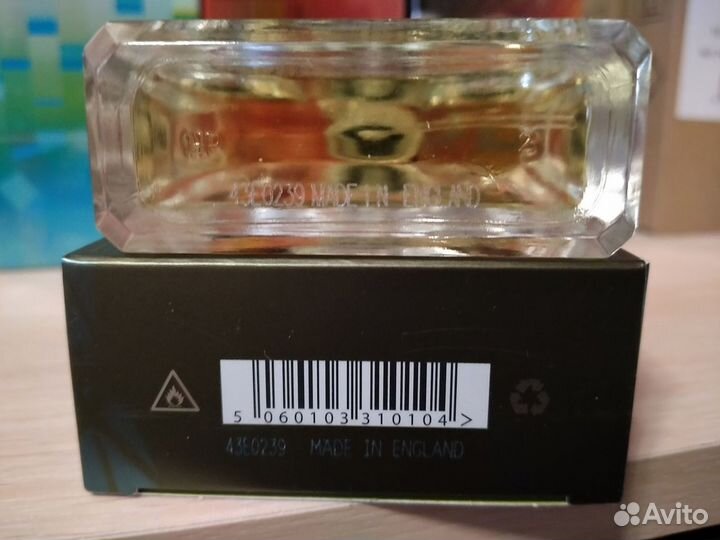 43E0239 MADE IN ENGLAND
5 060103 310104 >
43E0239 MADE IN ENGLAND
Avito